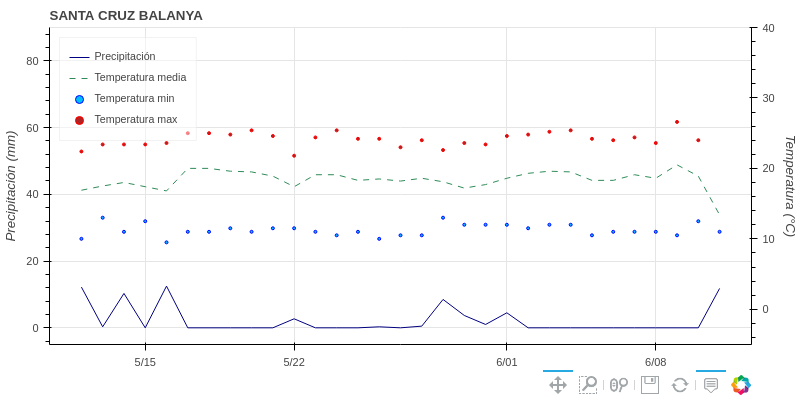 SANTA CRUZ BALANYA
Precipitación
Temperatura media
Temperatura min
Temperatura max
Precipitación (mm)
80
60
40
20
0
40
30
20
10
0
Temperatura (°C)
5/15
5/22
6/01
6/08